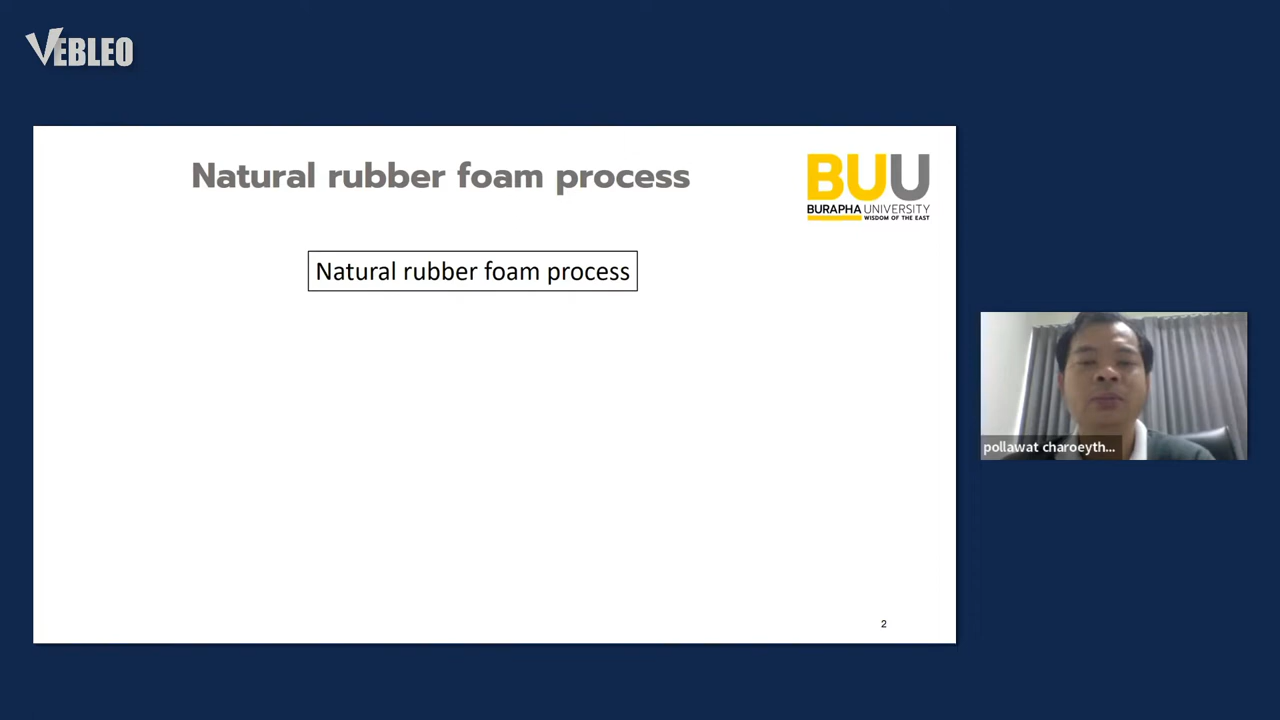 VEBLEO
Natural rubber foam process
BUU
BURAPHA UNIVERSITY
WISDOM OF THE EAST
Natural rubber foam process
pollawat charoeyth...
2